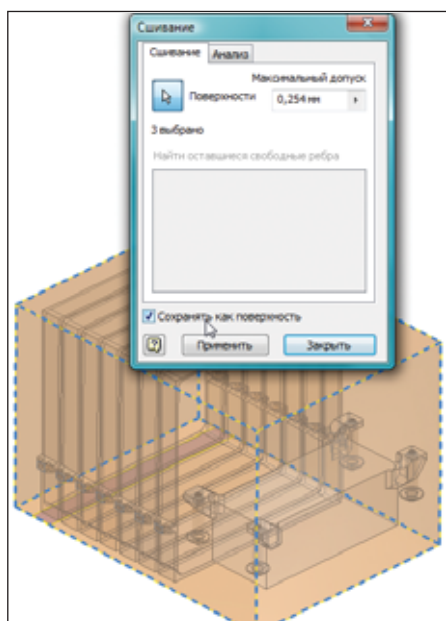 Сшивание
Сшивание Анализ
Максимальный допуск
Поверхности 0,254 мм
3 выбрано
Найти оставшиеся свободные ребра
Сохранять как поверхность
Применить Закрыть